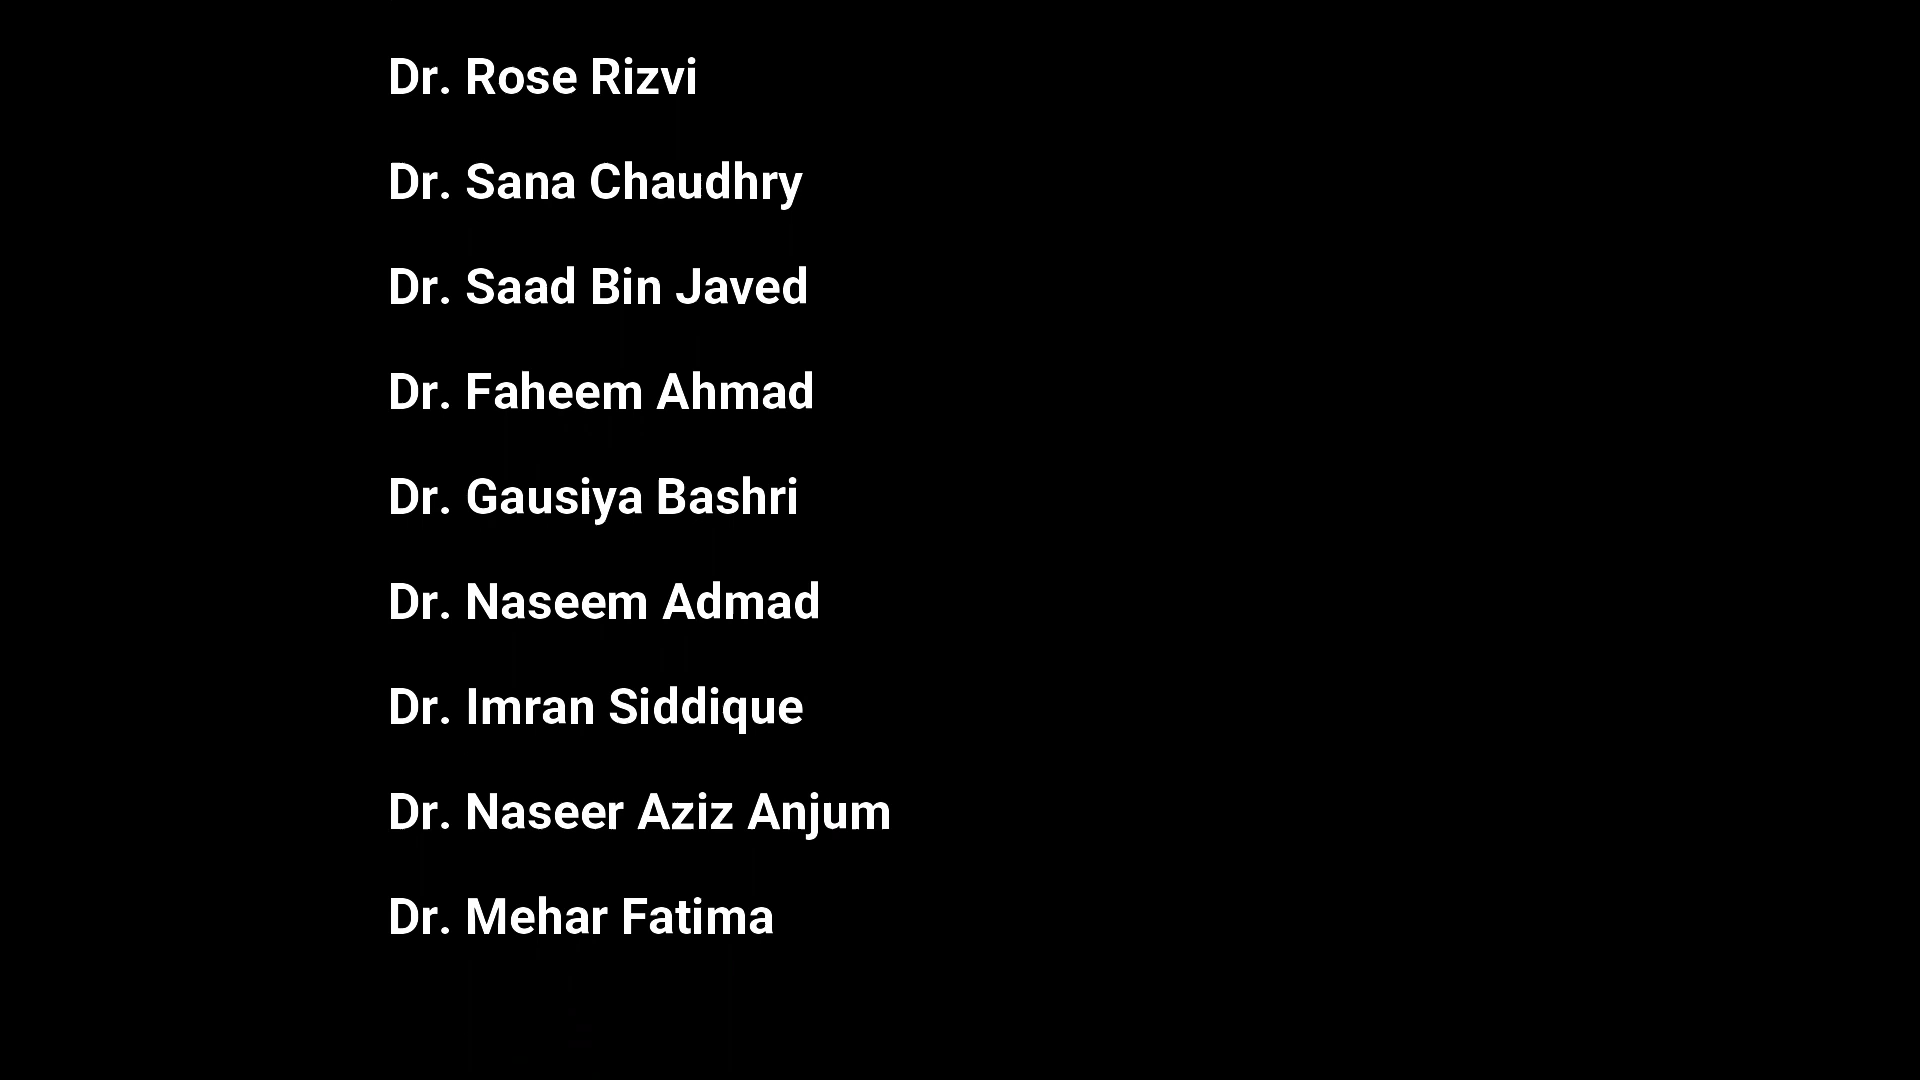 Dr. Rose Rizvi
Dr. Sana Chaudhry
Dr. Saad Bin Javed
Dr. Faheem Ahmad
Dr. Gausiya Bashri
Dr. Naseem Admad
Dr. Imran Siddique
Dr. Naseer Aziz Anjum
Dr. Mehar Fatima